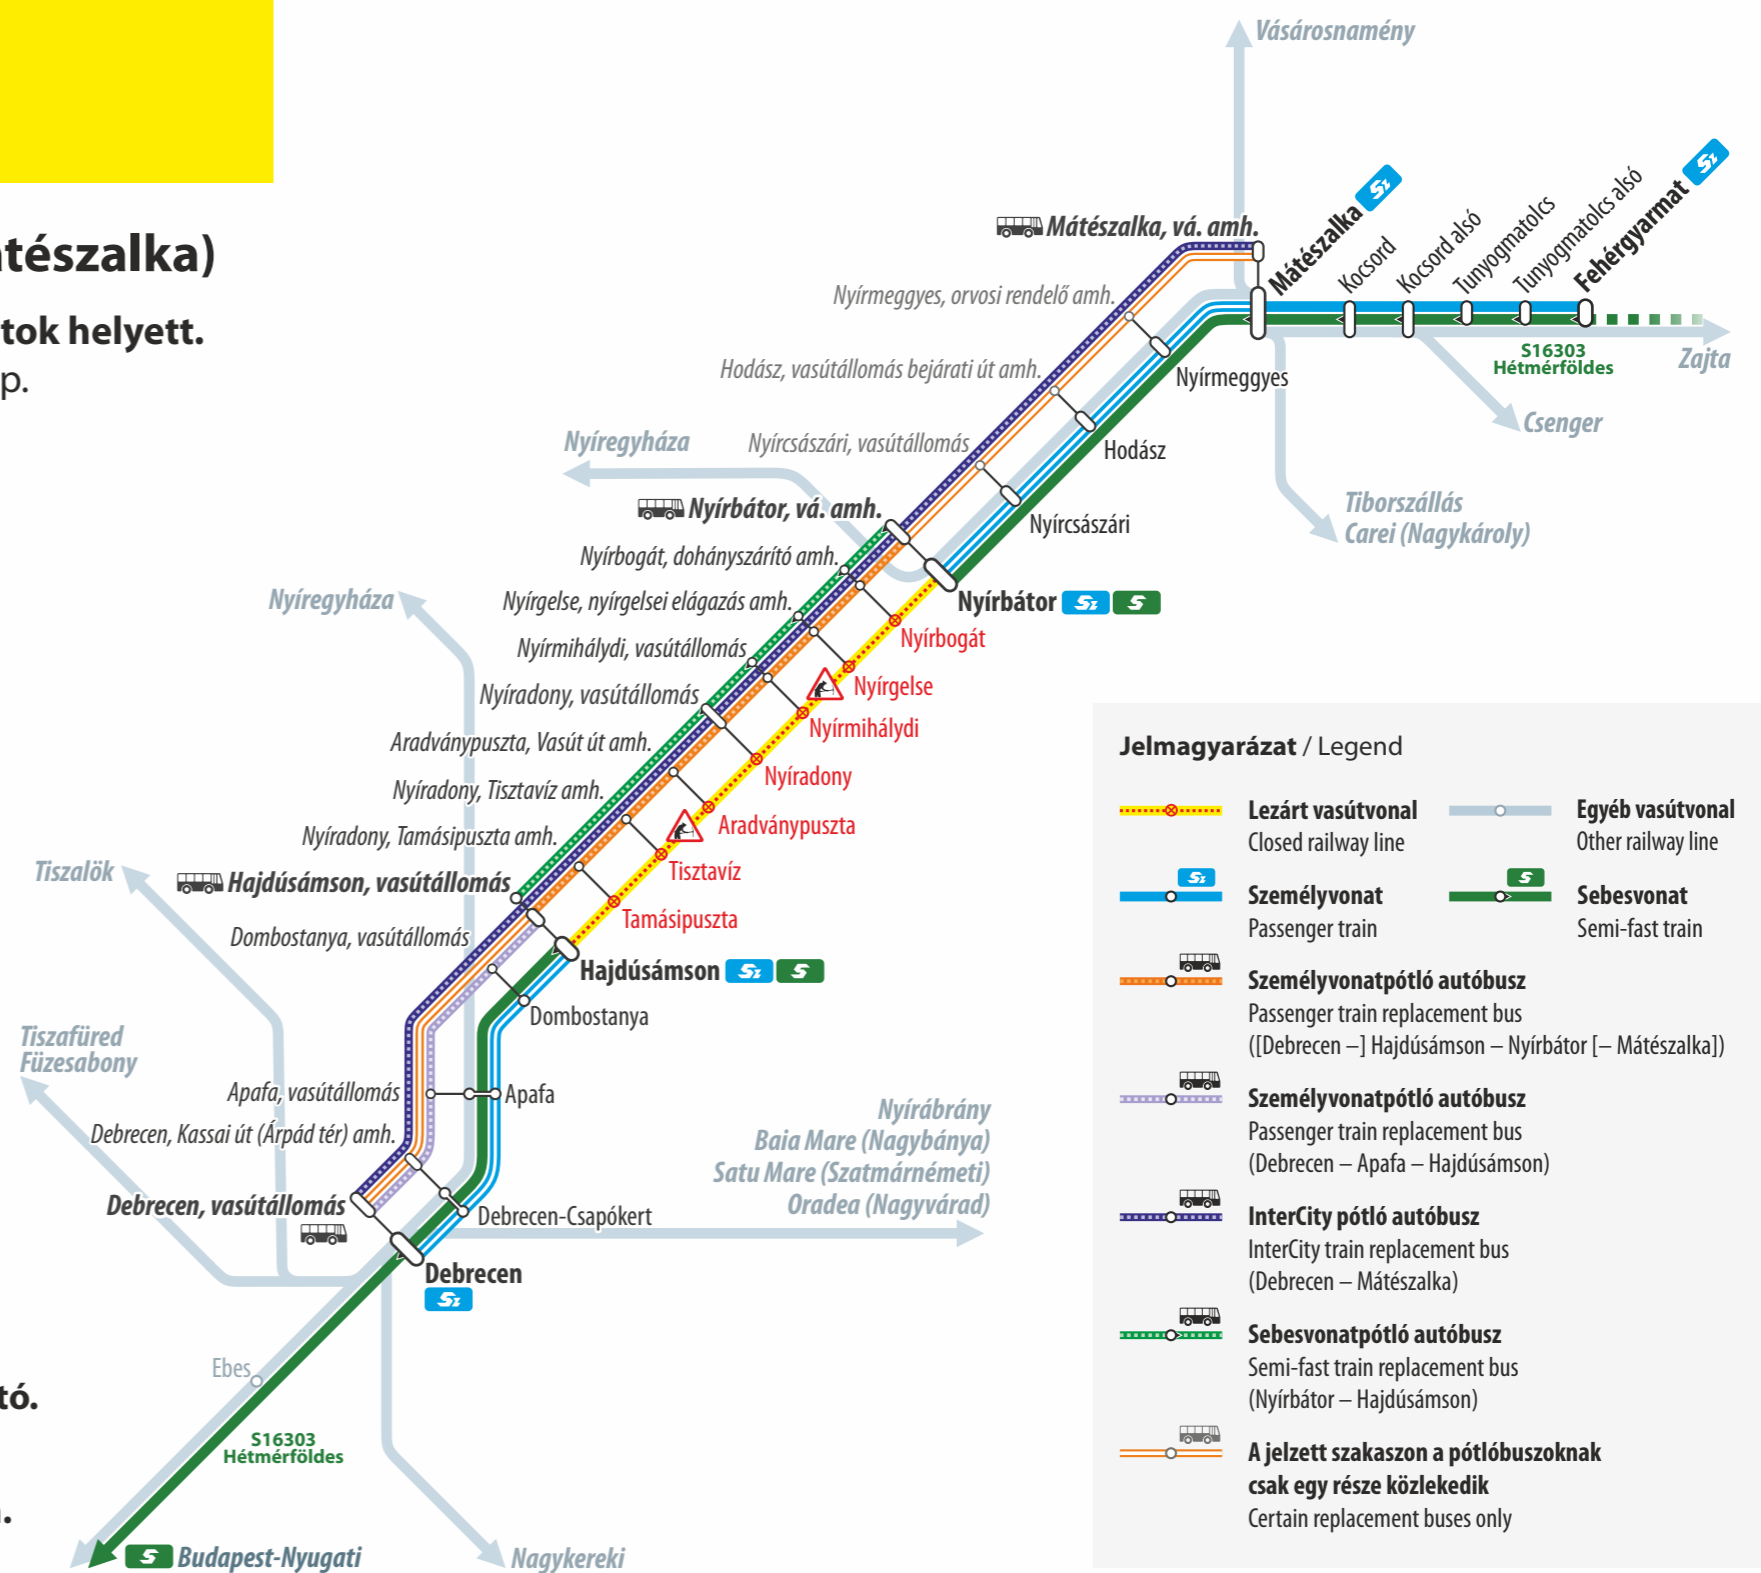 átészalka)
tok helyett.
p.
tó.
.
Vásárosnamény
Mátészalka, vá. amh.
Mátészalka Sz
Kocsord
Kocsord alsó
Tunyogmatolcs
Tunyogmatolcs alsó
Fehérgyarmat Sz
S16303
Hétmérföldes
Zajta
Csenger
Tiborszállás
Carei (Nagykároly)
Nyírmeggyes, orvosi rendelő amh.
Nyírmeggyes
Hodász, vasútállomás bejárati út amh.
Hodász
Nyíregyháza
Nyírcsászári, vasútállomás
Nyírcsászári
Nyírbátor, vá. amh.
Nyírbátor Sz S
Nyírbogát, dohányszárító amh.
Nyírbogát
Nyíregyháza
Nyírgelse, nyírgelsei elágazás amh.
Nyírgelse
Nyírmihálydi, vasútállomás
Nyírmihálydi
Nyíradony, vasútállomás
Nyíradony
Aradványpuszta, Vasút út amh.
Aradványpuszta
Nyíradony, Tisztavíz amh.
Tisztavíz
Nyíradony, Tamásipuszta amh.
Tamásipuszta
Tiszalök
Hajdúsámson, vasútállomás
Hajdúsámson Sz S
Dombostanya, vasútállomás
Dombostanya
Tiszafüred
Füzesabony
Apafa, vasútállomás
Apafa
Debrecen, Kassai út (Árpád tér) amh.
Debrecen-Csapókert
Nyírábrány
Baia Mare (Nagybánya)
Satu Mare (Szatmárnémeti)
Oradea (Nagyvárad)
Debrecen, vasútállomás
Debrecen
Sz
Ebes
S16303
Hétmérföldes
S Budapest-Nyugati
Nagykereki
Jelmagyarázat / Legend
Lezárt vasútvonal
Closed railway line
Egyéb vasútvonal
Other railway line
Sz
Személyvonat
Passenger train
S
Sebesvonat
Semi-fast train
Személyvonatpótló autóbusz
Passenger train replacement bus
([Debrecen –] Hajdúsámson – Nyírbátor [– Mátészalka])
Személyvonatpótló autóbusz
Passenger train replacement bus
(Debrecen – Apafa – Hajdúsámson)
InterCity pótló autóbusz
InterCity train replacement bus
(Debrecen – Mátészalka)
Sebesvonatpótló autóbusz
Semi-fast train replacement bus
(Nyírbátor – Hajdúsámson)
A jelzett szakaszon a pótlóbuszoknak
csak egy része közlekedik
Certain replacement buses only